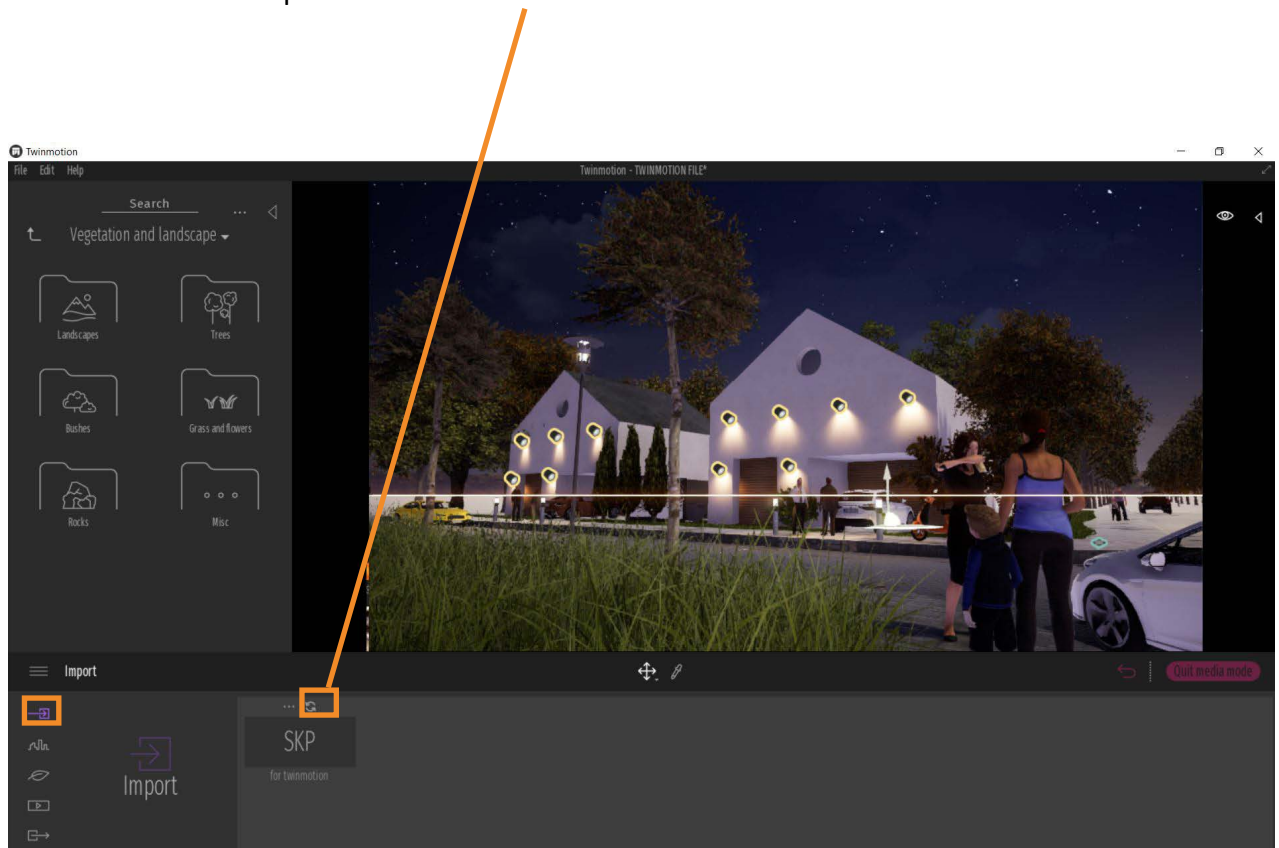 Twinmotion
File Edit Help
Twinmotion - TWINMOTION FILE*
Search ...
Vegetation and landscape
Landscapes
Trees
Bushes
Grass and flowers
Rocks
Misc
Import
Quit media mode
SKP
Import
for twinmotion